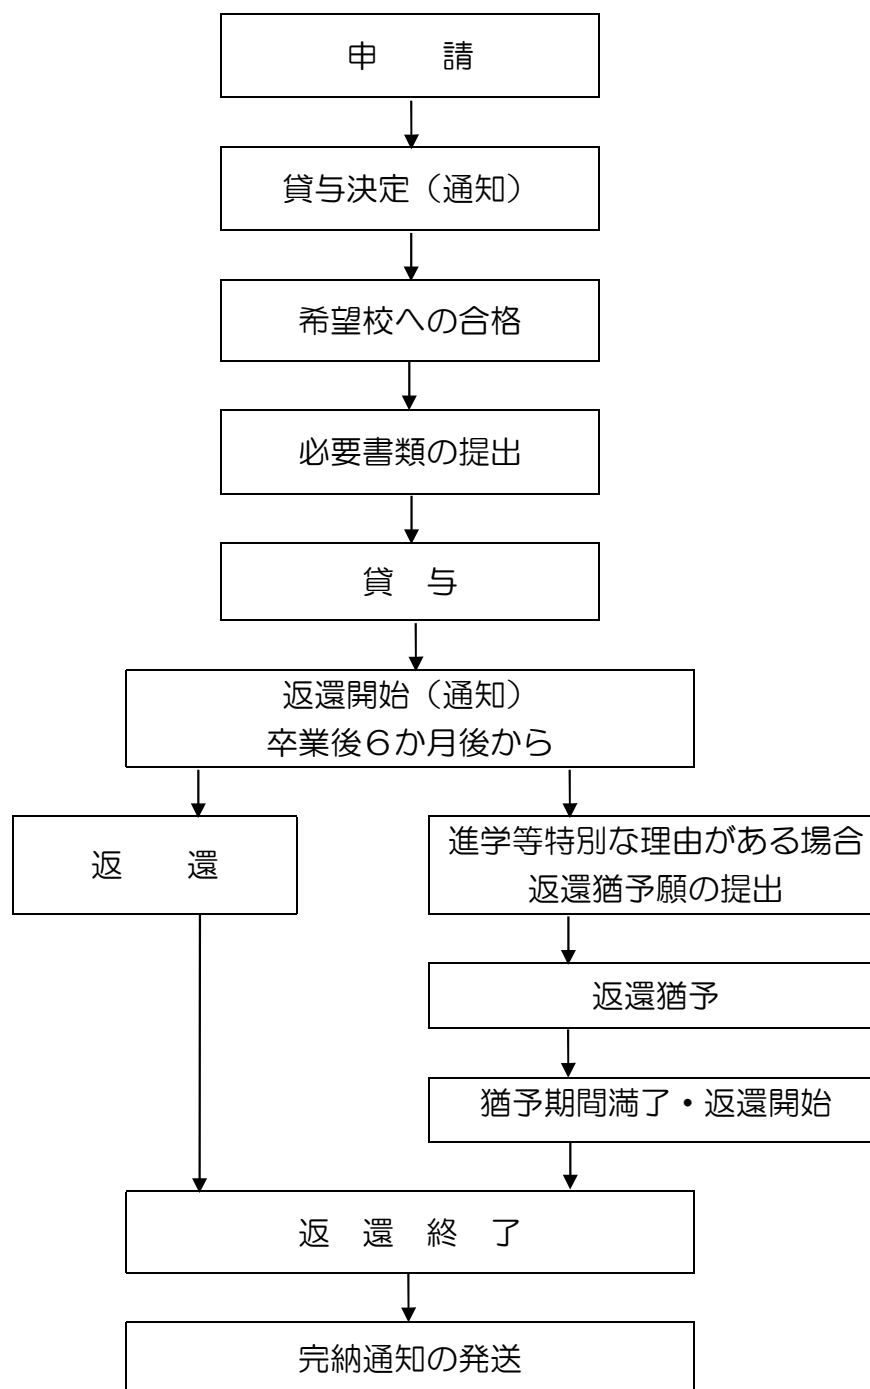 申　　請
貸与決定（通知）
希望校への合格
必要書類の提出
貸　与
返還開始（通知）
卒業後６か月後から
返　　還
進学等特別な理由がある場合
返還猶予願の提出
返還猶予
猶予期間満了・返還開始
返　還　終　了
完納通知の発送